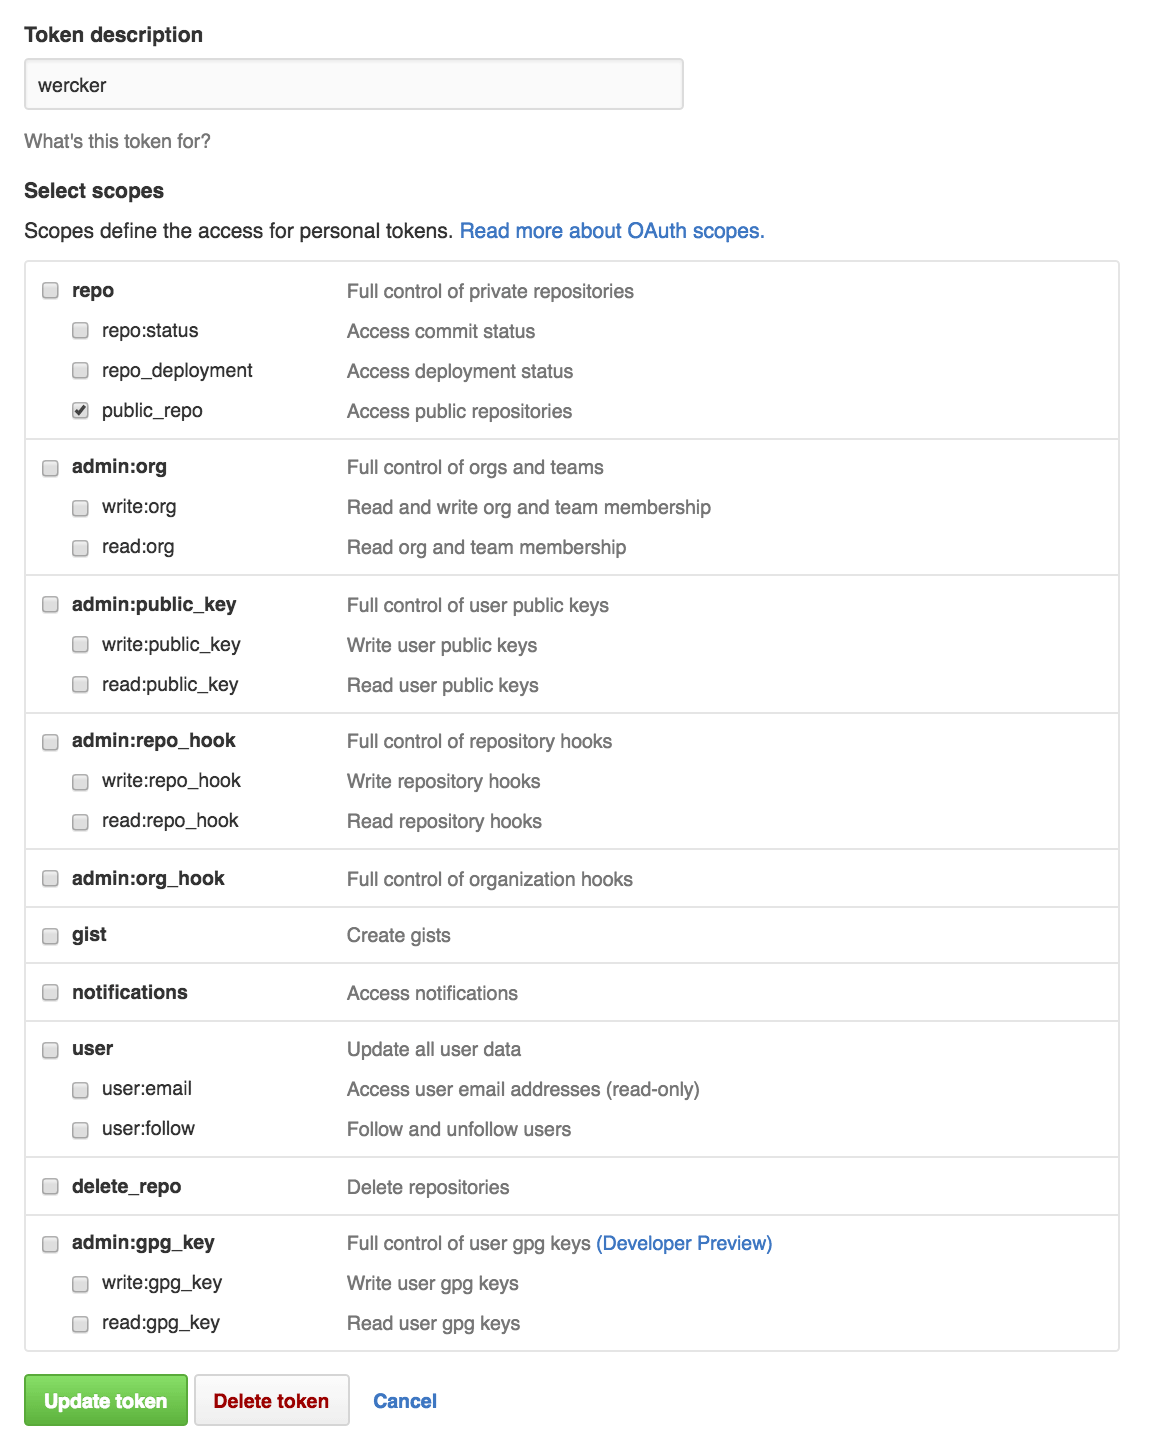 Token description
wercker
What's this token for?
Select scopes
Scopes define the access for personal tokens. Read more about OAuth scopes.
repo Full control of private repositories
repo:status Access commit status
repo_deployment Access deployment status
public_repo Access public repositories
admin:org Full control of orgs and teams
write:org Read and write org and team membership
read:org Read org and team membership
admin:public_key Full control of user public keys
write:public_key Write user public keys
read:public_key Read user public keys
admin:repo_hook Full control of repository hooks
write:repo_hook Write repository hooks
read:repo_hook Read repository hooks
admin:org_hook Full control of organization hooks
gist Create gists
notifications Access notifications
user Update all user data
user:email Access user email addresses (read-only)
user:follow Follow and unfollow users
delete_repo Delete repositories
admin:gpg_key Full control of user gpg keys (Developer Preview)
write:gpg_key Write user gpg keys
read:gpg_key Read user gpg keys
Update token Delete token Cancel